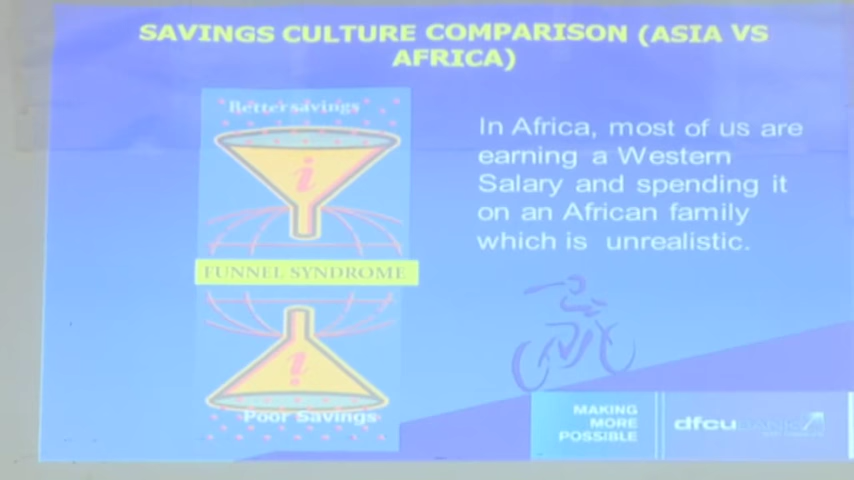 SAVINGS CULTURE COMPARISON (ASIA VS
AFRICA)
Better savings
i
FUNNEL SYNDROME
i
Poor Savings
In Africa, most of us are
earning a Western
Salary and spending it
on an African family
which is unrealistic.
MAKING
MORE
POSSIBLE
dfcu BANK